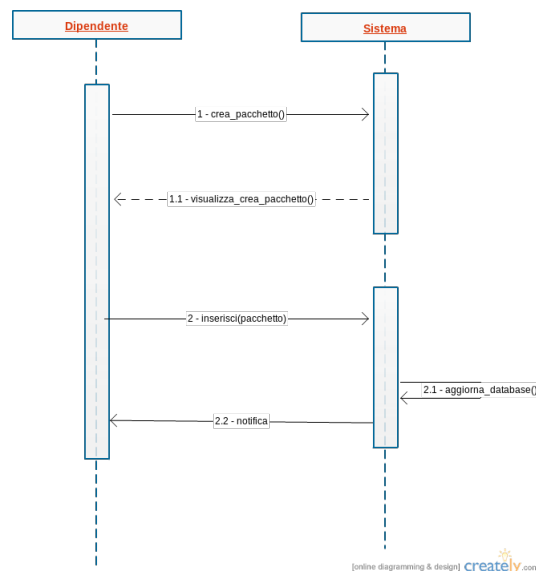 Dipendente
Sistema
1 - crea_pacchetto()
1.1 - visualizza_crea_pacchetto()
2 - inserisci(pacchetto)
2.1 - aggiorna_database()
2.2 - notifica
[online diagramming & design] creately.com